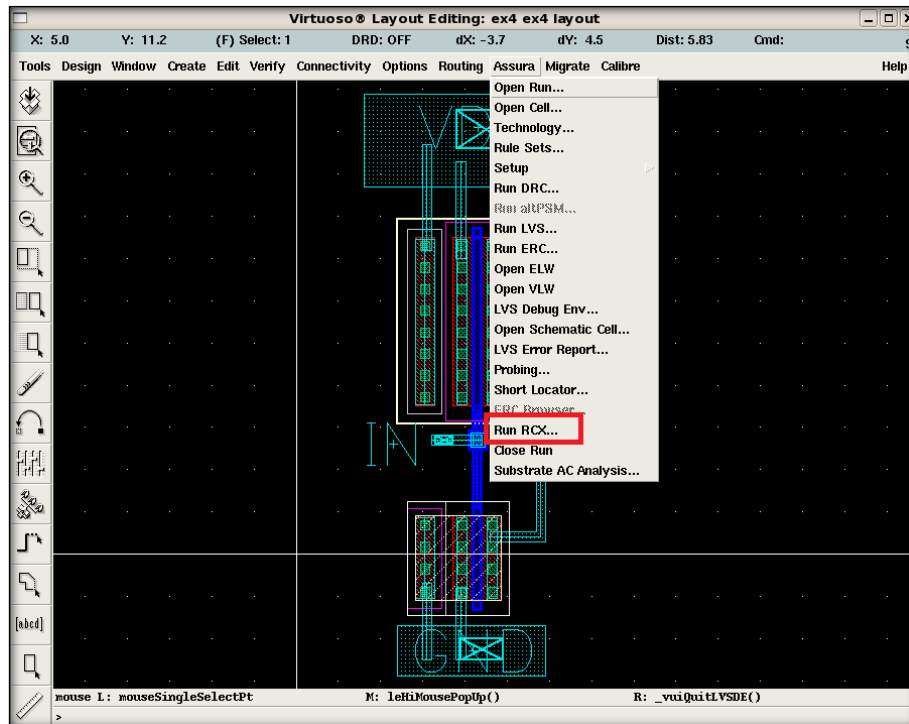 Virtuoso® Layout Editing: ex4 ex4 layout
X: 5.0 Y: 11.2 (F) Select: 1 DRD: OFF dX: -3.7 dY: 4.5 Dist: 5.83 Cmd:
Tools Design Window Create Edit Verify Connectivity Options Routing Assura Migrate Calibre Help
Open Run...
Open Cell...
Technology...
Rule Sets...
Setup
Run DRC...
Run altPSM...
Run LVS...
Run ERC...
Open ELW
Open VLW
LVS Debug Env...
Open Schematic Cell...
LVS Error Report...
Probing...
Short Locator...
ERC Browser...
Run RCX...
Close Run
Substrate AC Analysis...
IN
GND
[abcd]
mouse L: mouseSingleSelectPt M: leHiMousePopUp() R: _vuiQuitLVSDE()
>